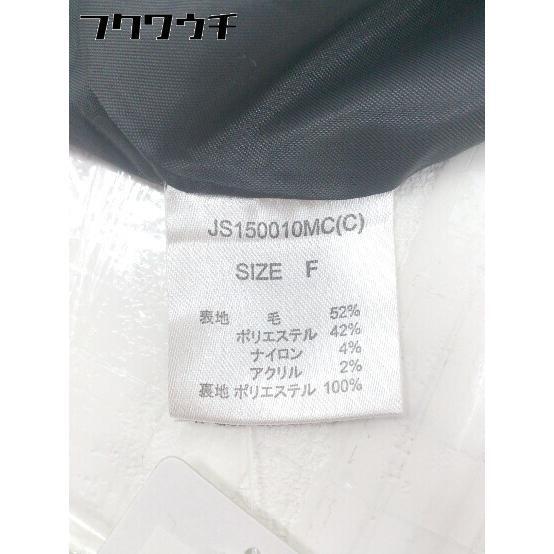 フクワウチ
JS150010MC(C)
SIZE F
表地 毛 52%
ポリエステル 42%
ナイロン 4%
アクリル 2%
裏地 ポリエステル 100%